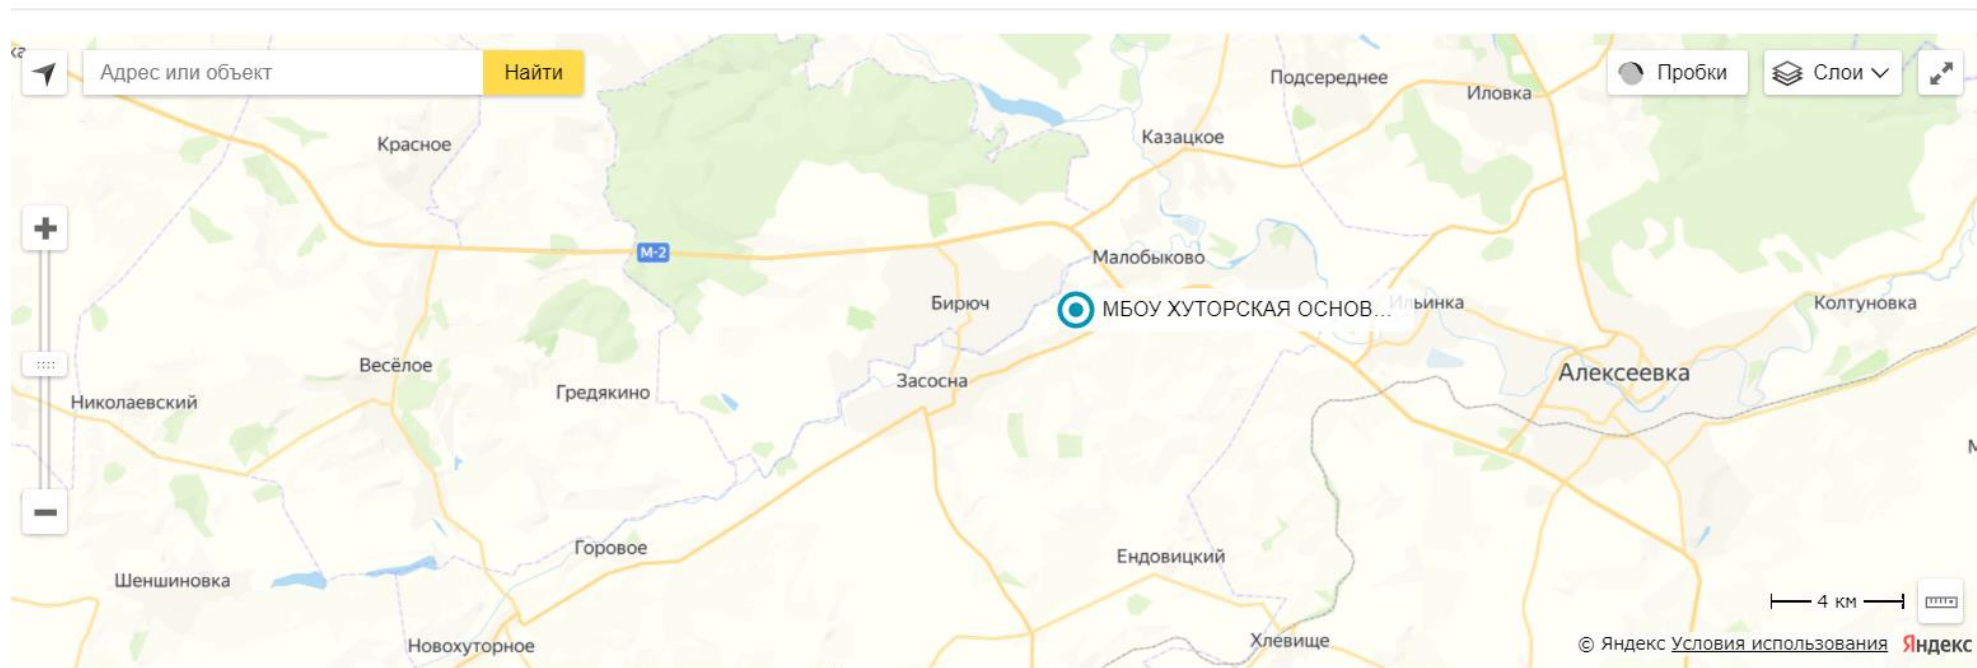 Адрес или объект
Найти
Подсереднее
Иловка
Пробки
Слои
Красное
Казацкое
М-2
Малобыково
Бирюч
МБОУ ХУТОРСКАЯ ОСНОВ...
Ильинка
Колтуновка
Весёлое
Засосна
Алексеевка
Гредякино
Николаевский
Горовое
Ендовицкий
Шеншиновка
4 км
Новохуторное
Хлевище
© Яндекс Условия использования Яндекс